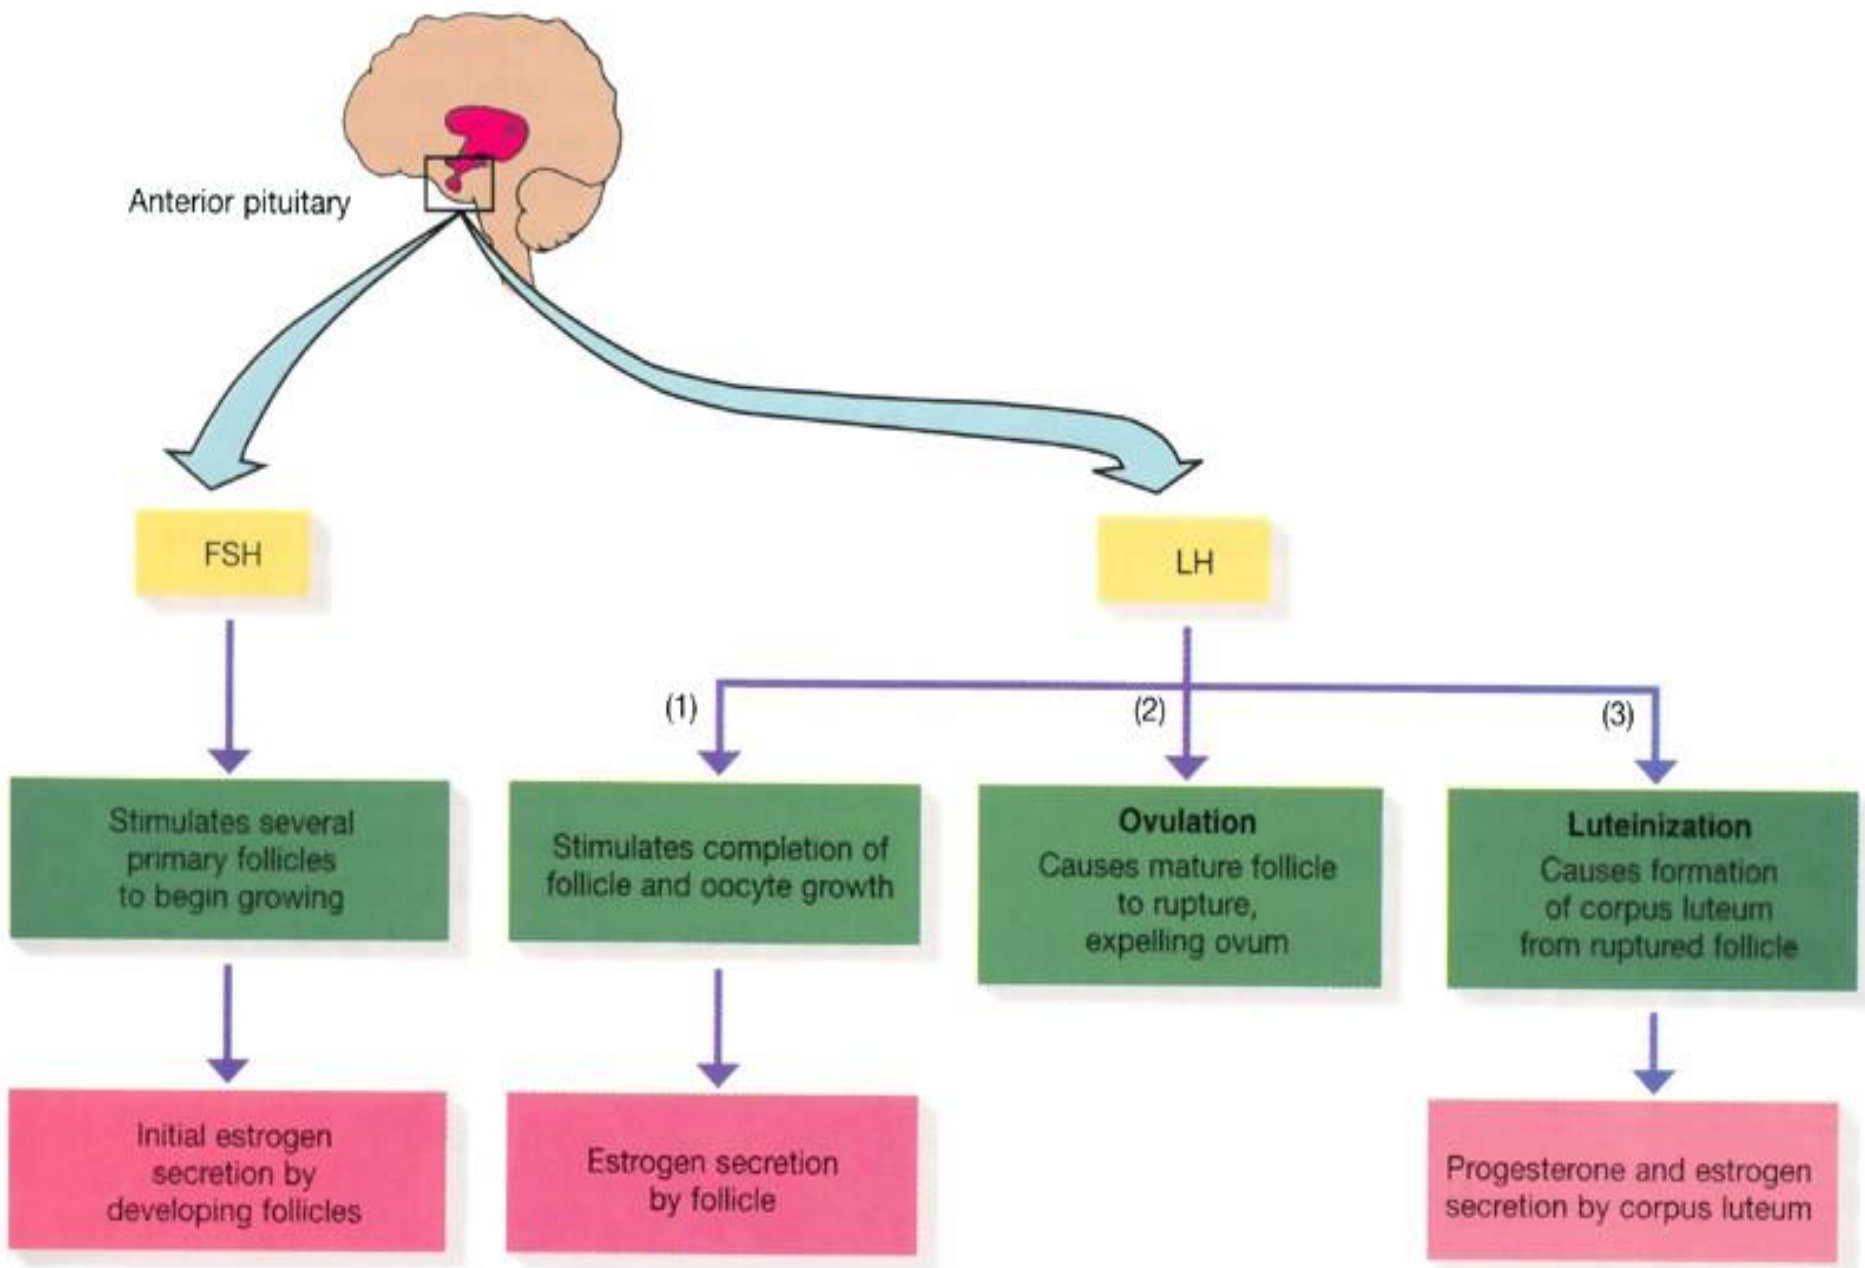 Anterior pituitary
FSH
LH
(1)
(2)
(3)
Stimulates several
primary follicles
to begin growing
Stimulates completion of
follicle and oocyte growth
Ovulation
Causes mature follicle
to rupture,
expelling ovum
Luteinization
Causes formation
of corpus luteum
from ruptured follicle
Initial estrogen
secretion by
developing follicles
Estrogen secretion
by follicle
Progesterone and estrogen
secretion by corpus luteum